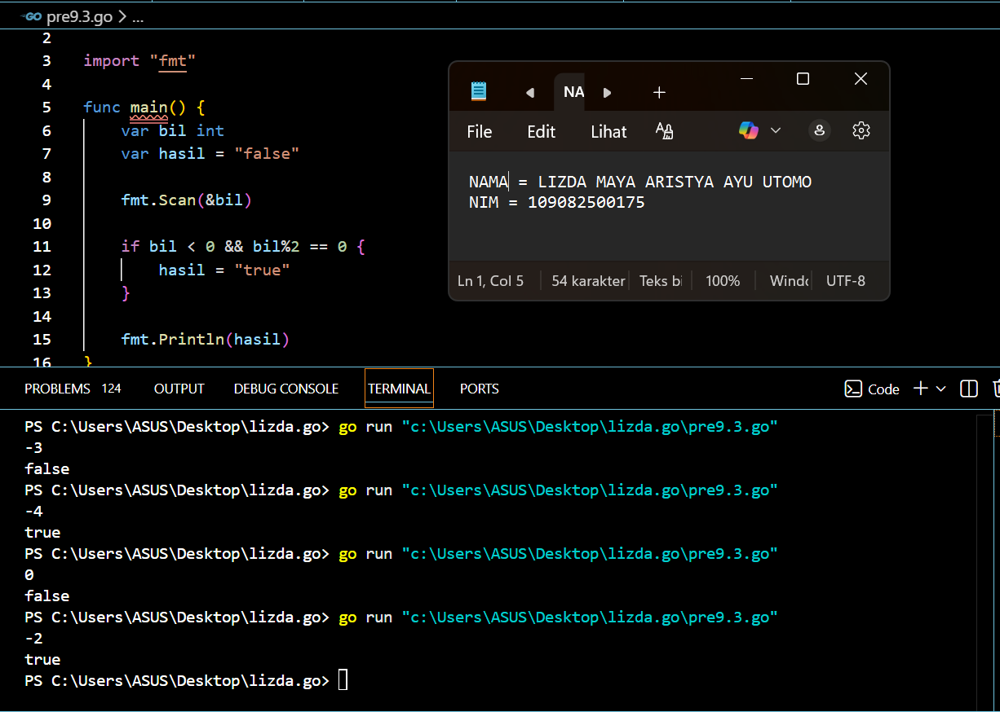 GO pre9.3.go > ...
2
3 import "fmt"
4
5 func main() {
6 var bil int
7 var hasil = "false"
8
9 fmt.Scan(&bil)
10
11 if bil < 0 && bil%2 == 0 {
12 hasil = "true"
13 }
14
15 fmt.Println(hasil)
16 }
NA
File Edit Lihat
NAMA = LIZDA MAYA ARISTYA AYU UTOMO
NIM = 109082500175
Ln 1, Col 5 54 karakter Teks bi 100% Windo UTF-8
PROBLEMS 124 OUTPUT DEBUG CONSOLE TERMINAL PORTS Code
PS C:\Users\ASUS\Desktop\lizda.go> go run "c:\Users\ASUS\Desktop\lizda.go\pre9.3.go"
-3
false
PS C:\Users\ASUS\Desktop\lizda.go> go run "c:\Users\ASUS\Desktop\lizda.go\pre9.3.go"
-4
true
PS C:\Users\ASUS\Desktop\lizda.go> go run "c:\Users\ASUS\Desktop\lizda.go\pre9.3.go"
0
false
PS C:\Users\ASUS\Desktop\lizda.go> go run "c:\Users\ASUS\Desktop\lizda.go\pre9.3.go"
-2
true
PS C:\Users\ASUS\Desktop\lizda.go>